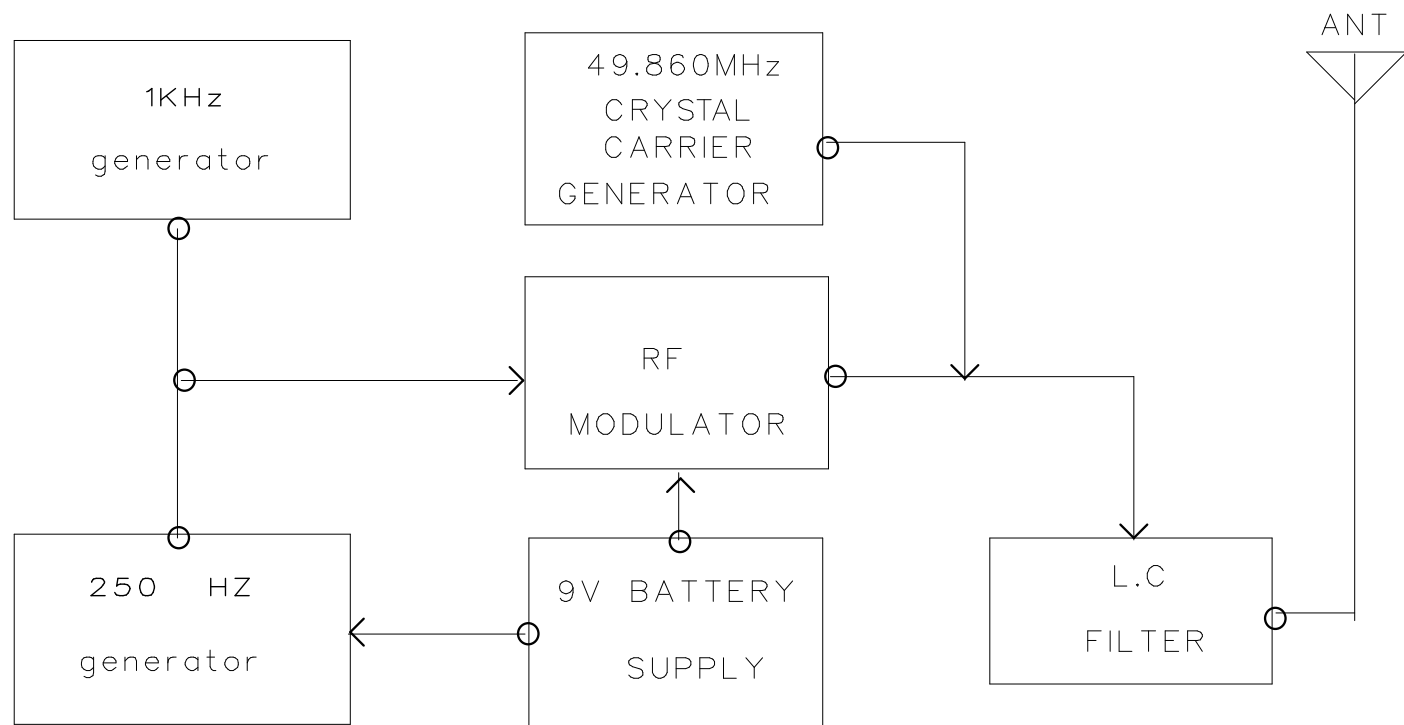 ANT
1KHz
generator
49.860MHz
CRYSTAL
CARRIER
GENERATOR
RF
MODULATOR
250 HZ
generator
9V BATTERY
SUPPLY
L.C
FILTER